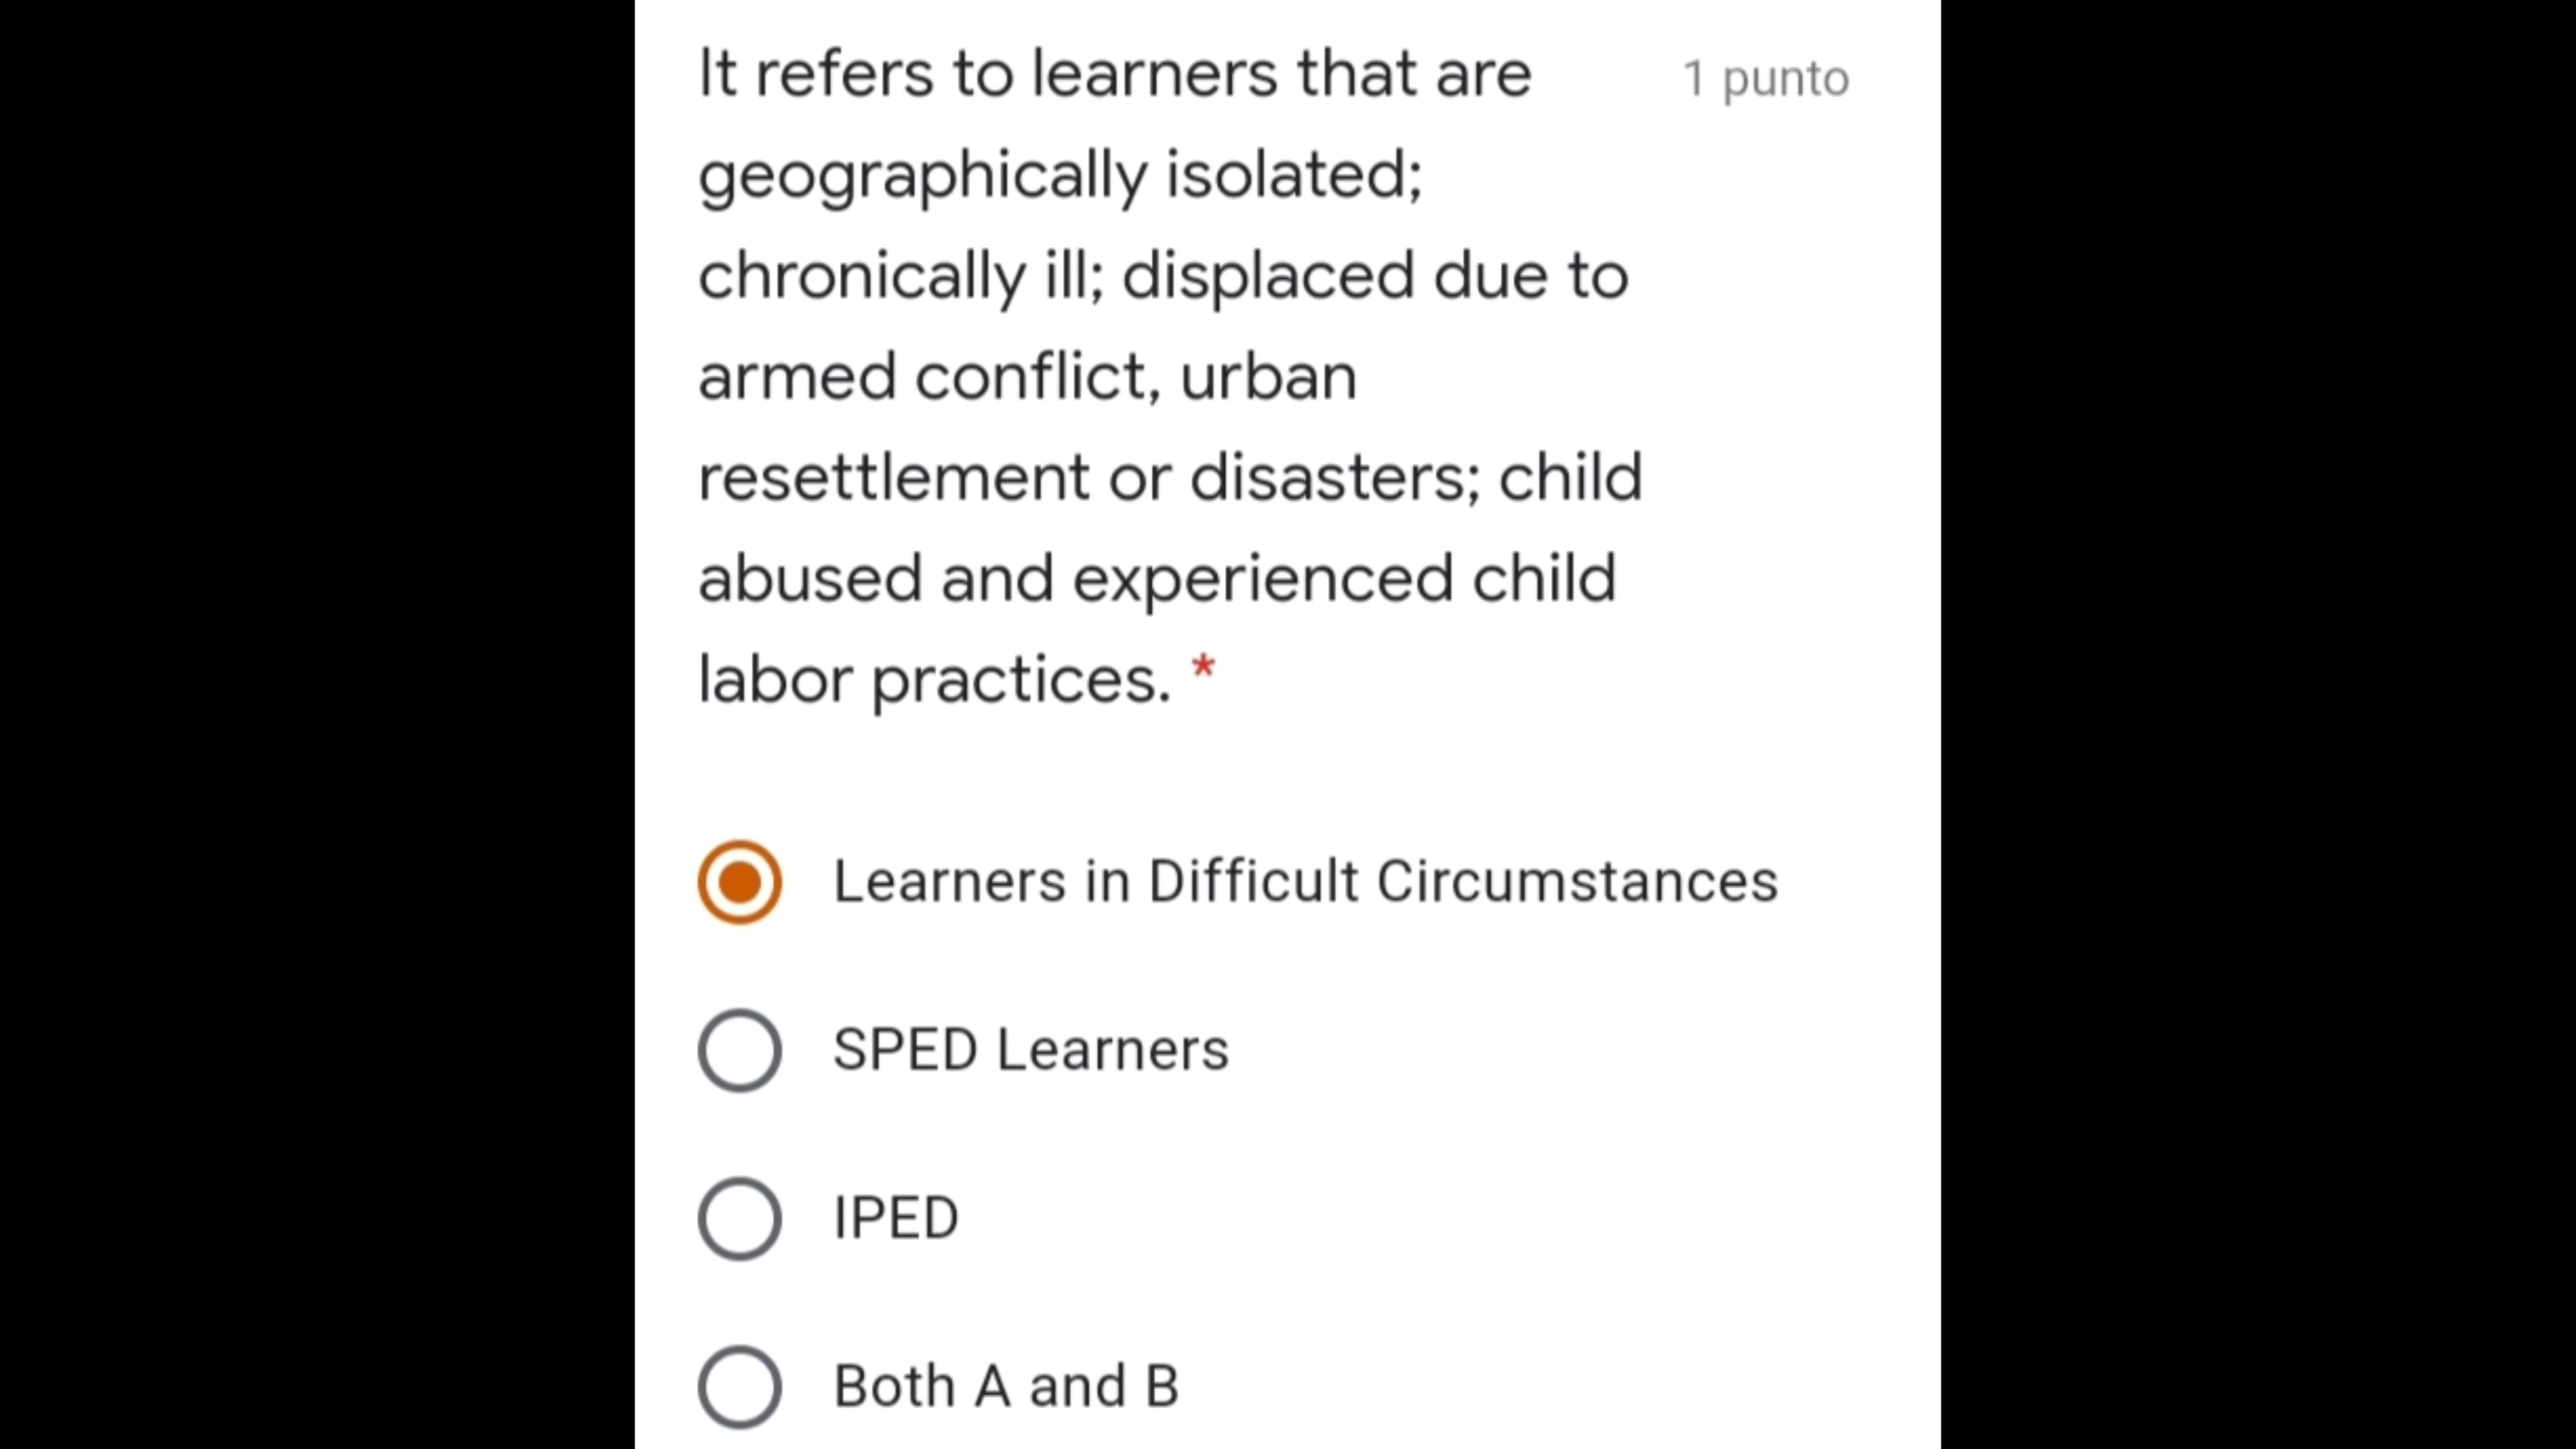 It refers to learners that are
1 punto
geographically isolated;
chronically ill; displaced due to
armed conflict, urban
resettlement or disasters; child
abused and experienced child
labor practices. *
Learners in Difficult Circumstances
SPED Learners
IPED
Both A and B